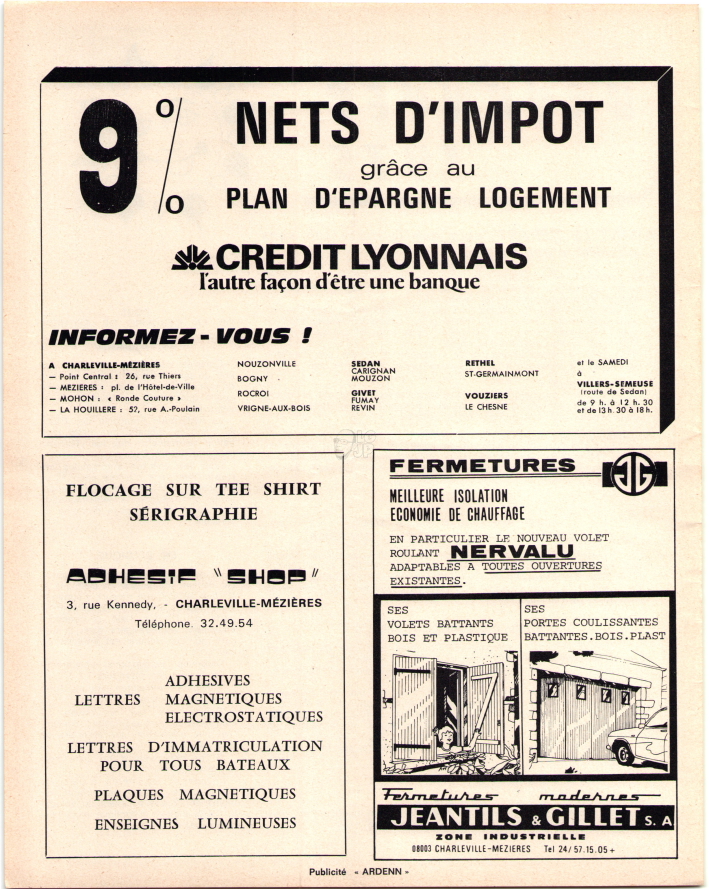 9% NETS D'IMPOT
grâce au
PLAN D'EPARGNE LOGEMENT
CREDIT LYONNAIS
l'autre façon d'être une banque
INFORMEZ - VOUS !
A CHARLEVILLE-MÉZIÈRES
— Point Central : 26, rue Thiers
— MEZIERES : pl. de l'Hôtel-de-Ville
— MOHON : « Ronde Couture »
— LA HOUILLERE : 52, rue A.-Poulain
NOUZONVILLE
BOGNY
ROCROI
VRIGNE-AUX-BOIS
SEDAN
CARIGNAN
MOUZON
GIVET
FUMAY
REVIN
RETHEL
ST-GERMAINMONT
VOUZIERS
LE CHESNE
et le SAMEDI
à
VILLERS-SEMEUSE
(route de Sedan)
de 9 h. à 12 h. 30
et de 13 h. 30 à 18 h.
FLOCAGE SUR TEE SHIRT
SÉRIGRAPHIE
ADHESIF "SHOP"
3, rue Kennedy, - CHARLEVILLE-MÉZIÈRES
Téléphone. 32.49.54
ADHESIVES
LETTRES MAGNETIQUES
ELECTROSTATIQUES
LETTRES D'IMMATRICULATION
POUR TOUS BATEAUX
PLAQUES MAGNETIQUES
ENSEIGNES LUMINEUSES
FERMETURES JG
MEILLEURE ISOLATION
ECONOMIE DE CHAUFFAGE
EN PARTICULIER LE NOUVEAU VOLET
ROULANT NERVALU
ADAPTABLES A TOUTES OUVERTURES
EXISTANTES.
SES
VOLETS BATTANTS
BOIS ET PLASTIQUE
SES
PORTES COULISSANTES
BATTANTES.BOIS.PLAST
Fermetures modernes
JEANTILS & GILLET S. A
ZONE INDUSTRIELLE
08003 CHARLEVILLE-MEZIERES Tel 24/57.15.05+
Publicité « ARDENN »